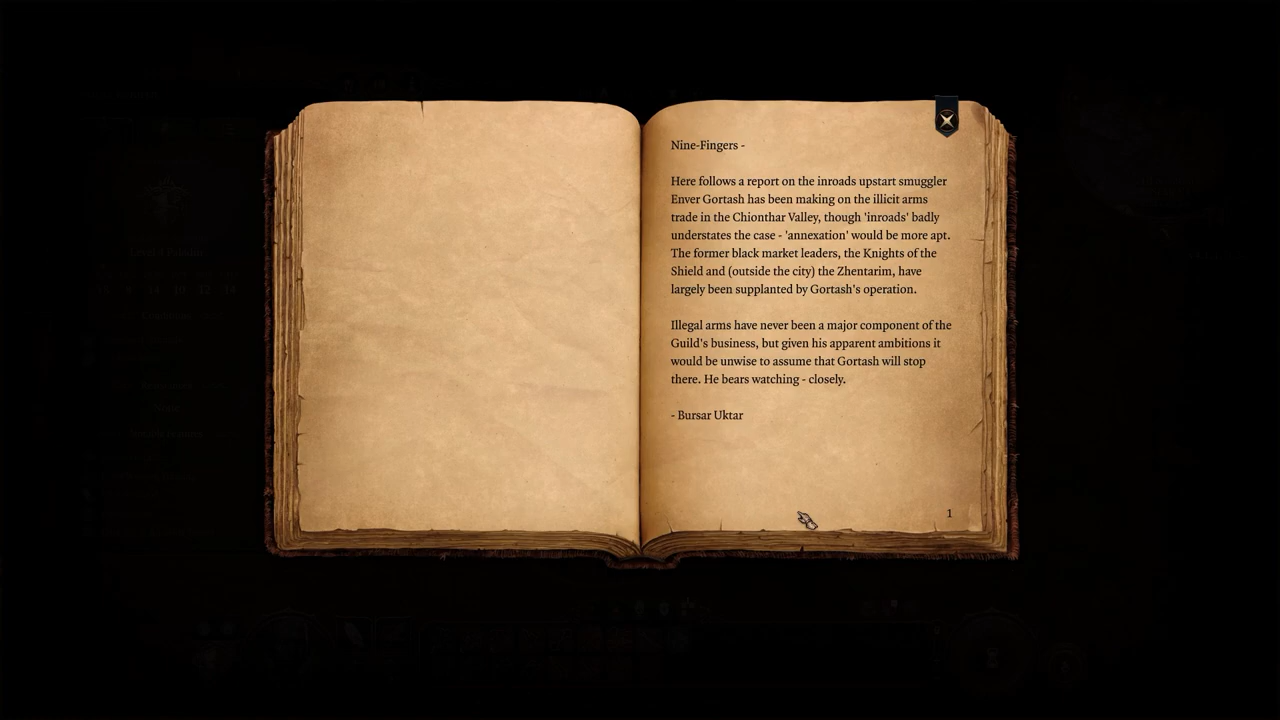 Nine-Fingers -
Here follows a report on the inroads upstart smuggler
Enver Gortash has been making on the illicit arms
trade in the Chionthar Valley, though 'inroads' badly
understates the case - 'annexation' would be more apt.
The former black market leaders, the Knights of the
Shield and (outside the city) the Zhentarim, have
largely been supplanted by Gortash's operation.
Illegal arms have never been a major component of the
Guild's business, but given his apparent ambitions it
would be unwise to assume that Gortash will stop
there. He bears watching - closely.
- Bursar Uktar
1